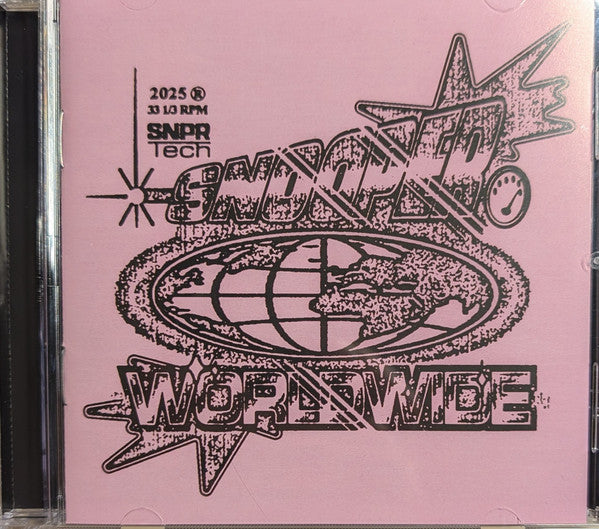 2025 ®
33 1/3 RPM
SNPR
Tech
SNOOPER
WORLDWIDE